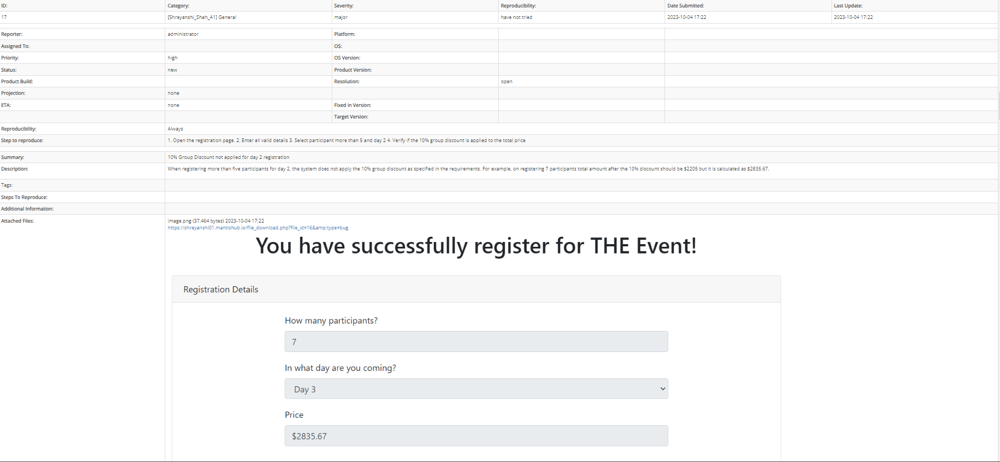 ID: Category: Severity: Reproducibility: Date Submitted: Last Update:
17 [Shreyanshi_Shah_A1] General major have not tried 2023-10-04 17:22 2023-10-04 17:22
Reporter: administrator Platform:
Assigned To: OS:
Priority: high OS Version:
Status: new Product Version:
Product Build: Resolution: open
Projection: none
ETA: none Fixed in Version:
Target Version:
Reproducibility: Always
Step to reproduce: 1. Open the registration page. 2. Enter all valid details 3. Select participant more than 5 and day 2 4. Verify if the 10% group discount is applied to the total price
Summary: 10% Group Discount not applied for day 2 registration
Description: When registering more than five participants for day 2, the system does not apply the 10% group discount as specified in the requirements. For example, on registering 7 participants total amount after the 10% discount should be $2205 but it is calculated as $2835.67.
Tags:
Steps To Reproduce:
Additional Information:
Attached Files: image.png (37,464 bytes) 2023-10-04 17:22
https://shreyanshi01.mantishub.io/file_download.php?file_id=16&amp;type=bug
You have successfully register for THE Event!
Registration Details
How many participants?
7
In what day are you coming?
Day 3
Price
$2835.67